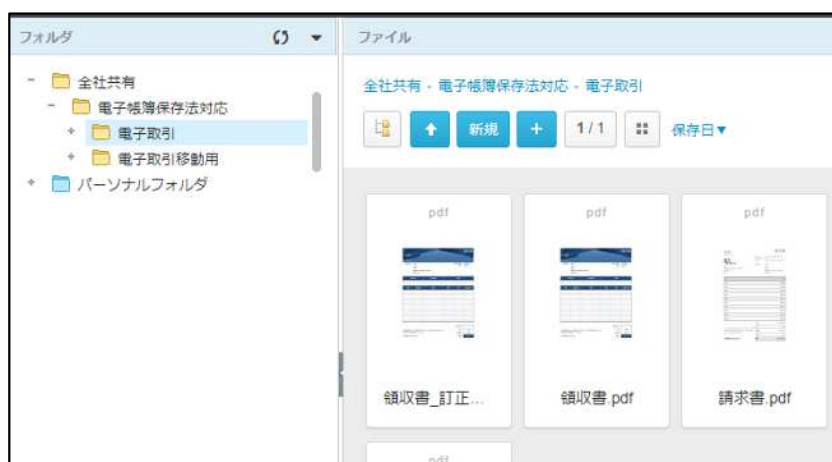 フォルダ
全社共有
電子帳簿保存法対応
電子取引
電子取引移動用
パーソナルフォルダ
ファイル
全社共有 - 電子帳簿保存法対応 - 電子取引
新規
1 / 1
保存日▼
pdf
pdf
pdf
領収書_訂正...
領収書.pdf
請求書.pdf
pdf